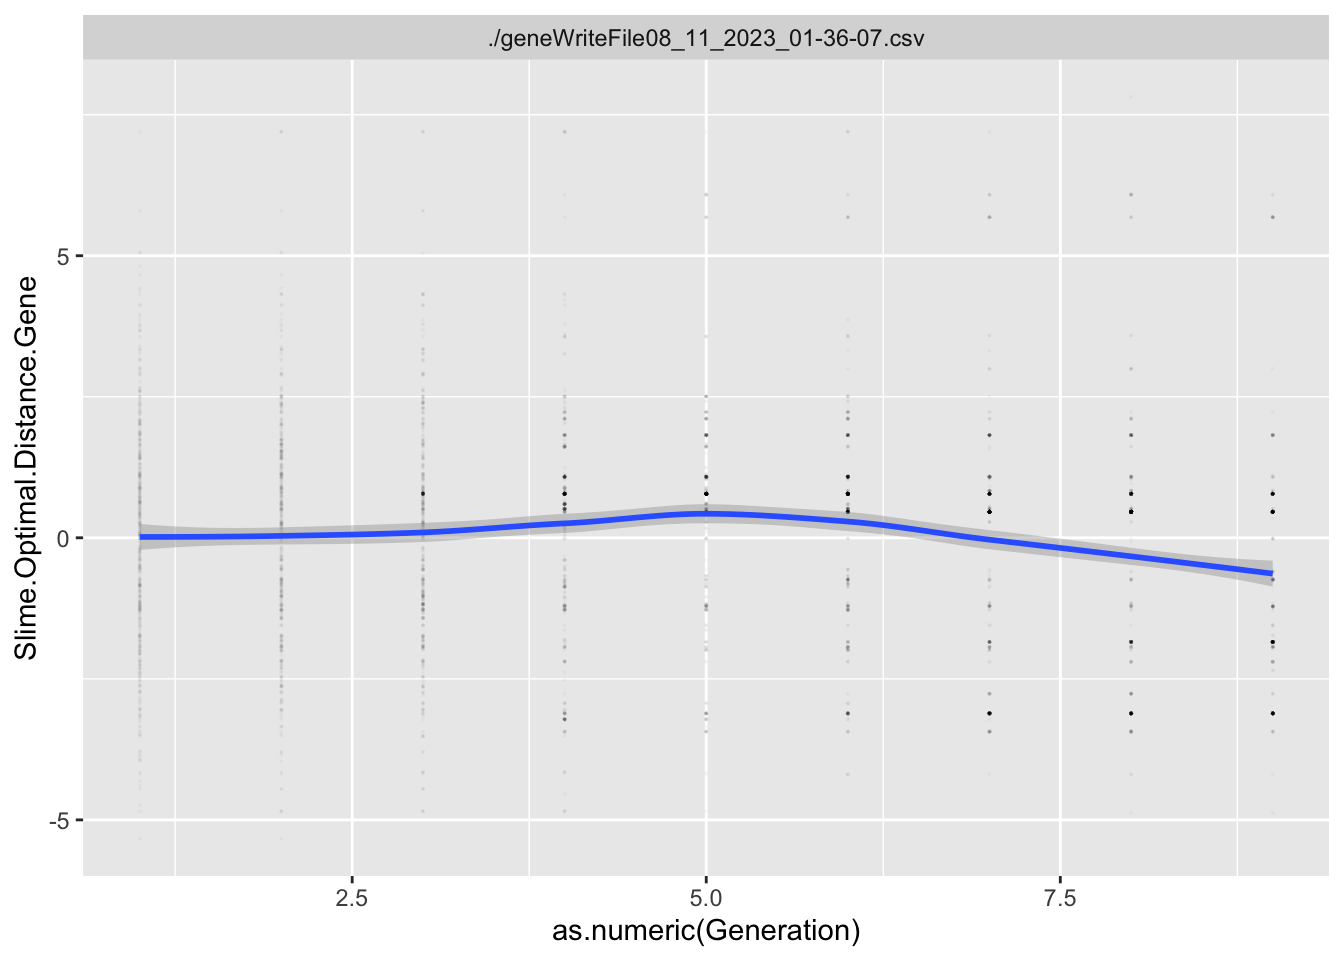 ./geneWriteFile08_11_2023_01-36-07.csv
Slime.Optimal.Distance.Gene
5
0
-5
2.5
5.0
7.5
as.numeric(Generation)